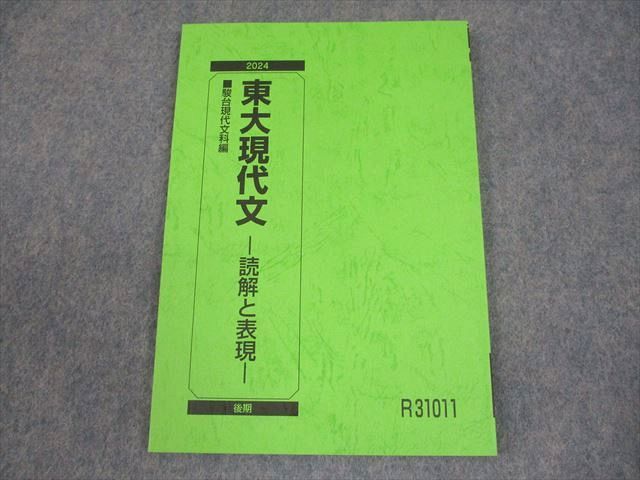 2024
東大現代文
―読解と表現―
■駿台現代文科編
後期
R31011